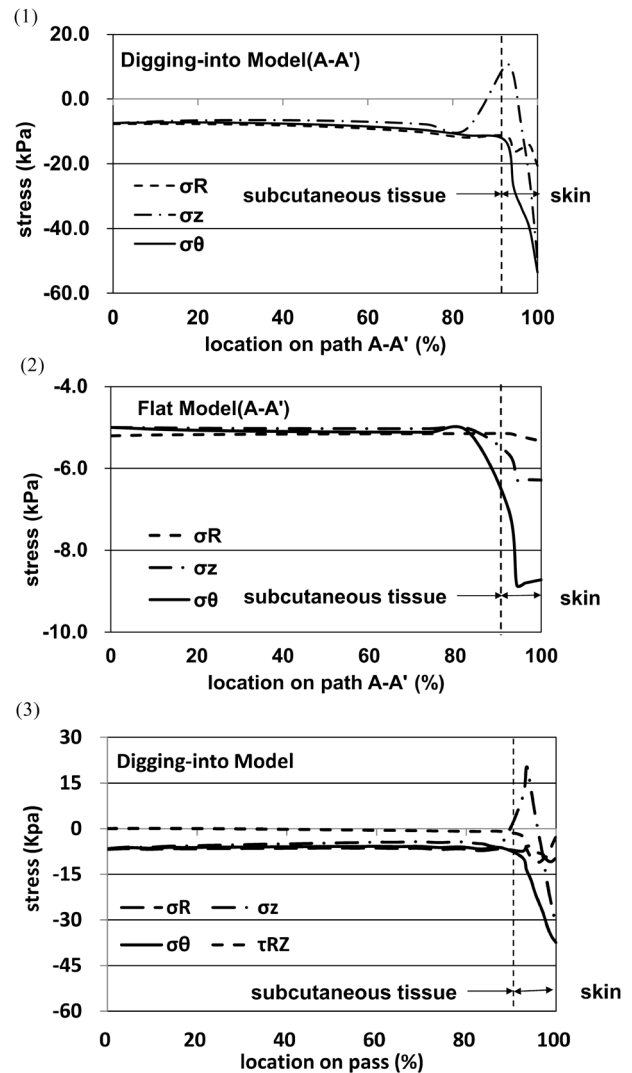 (1)
20.0
Digging-into Model(A-A')
0.0
-20.0
-40.0
-60.0
stress (kPa)
σR
σz
σθ
subcutaneous tissue
skin
0 20 40 60 80 100
location on path A-A' (%)
(2)
-4.0
Flat Model(A-A')
-6.0
-8.0
-10.0
stress (kPa)
σR
σz
σθ
subcutaneous tissue
skin
0 20 40 60 80 100
location on path A-A' (%)
(3)
30
Digging-into Model
15
0
-15
-30
-45
-60
stress (Kpa)
σR σz
σθ τRZ
subcutaneous tissue
skin
0 20 40 60 80 100
location on pass (%)